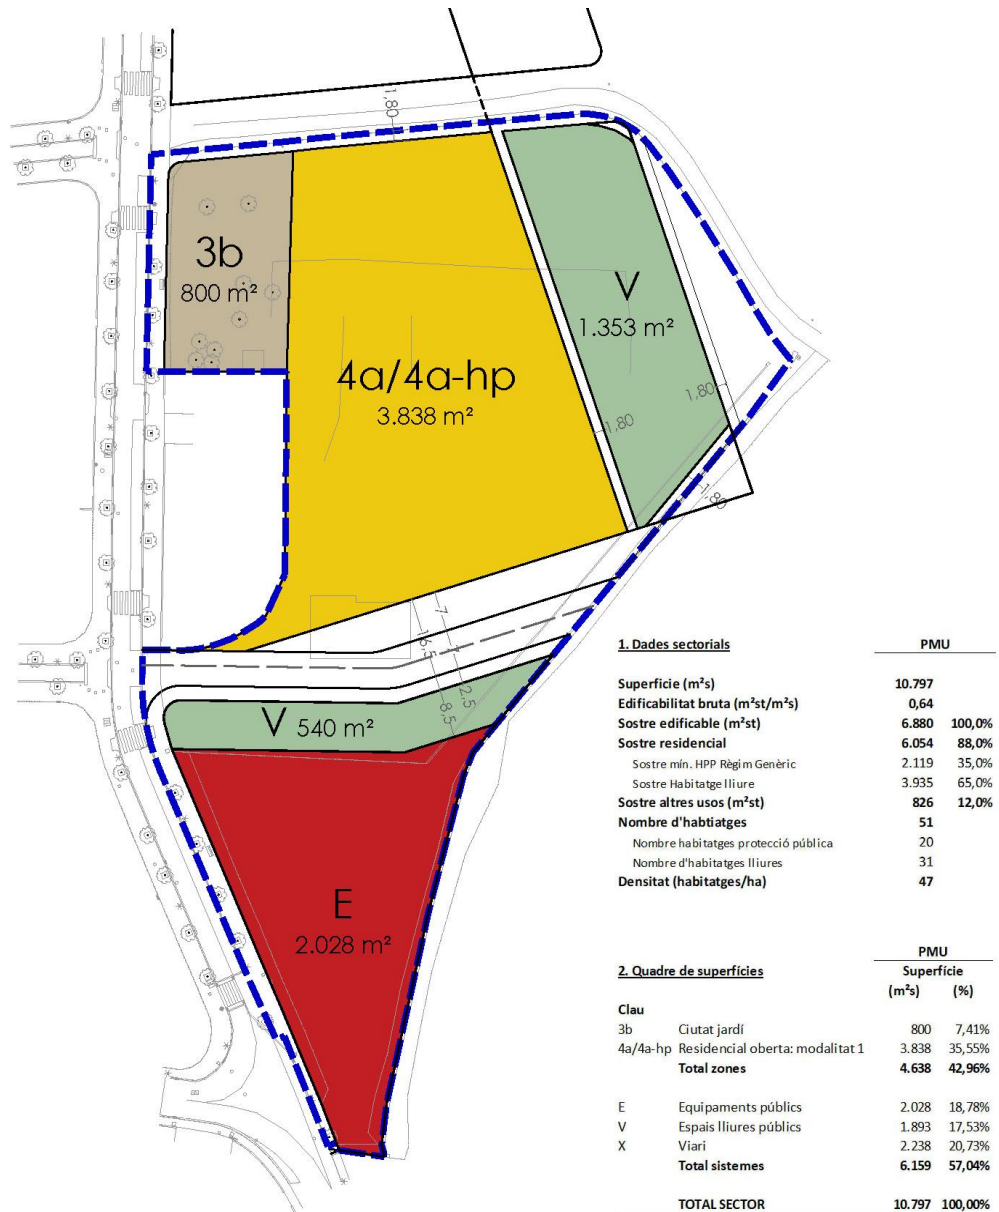 1,80
3b
800 m²
V
1.353 m²
4a/4a-hp
3.838 m²
1,80
1,80
1,80
7
16,5
7
2,5
8,5
V 540 m²
E
2.028 m²
1. Dades sectorials PMU
Superfície (m²s) 10.797
Edificabilitat bruta (m²st/m²s) 0,64
Sostre edificable (m²st) 6.880 100,0%
Sostre residencial 6.054 88,0%
Sostre mín. HPP Règim Genèric 2.119 35,0%
Sostre Habitatge lliure 3.935 65,0%
Sostre altres usos (m²st) 826 12,0%
Nombre d'habtiatges 51
Nombre habitatges protecció pública 20
Nombre d'habitatges lliures 31
Densitat (habitatges/ha) 47
PMU
2. Quadre de superfícies Superfície
(m²s) (%)
Clau
3b Ciutat jardí 800 7,41%
4a/4a-hp Residencial oberta: modalitat 1 3.838 35,55%
Total zones 4.638 42,96%
E Equipaments públics 2.028 18,78%
V Espais lliures públics 1.893 17,53%
X Viari 2.238 20,73%
Total sistemes 6.159 57,04%
TOTAL SECTOR 10.797 100,00%